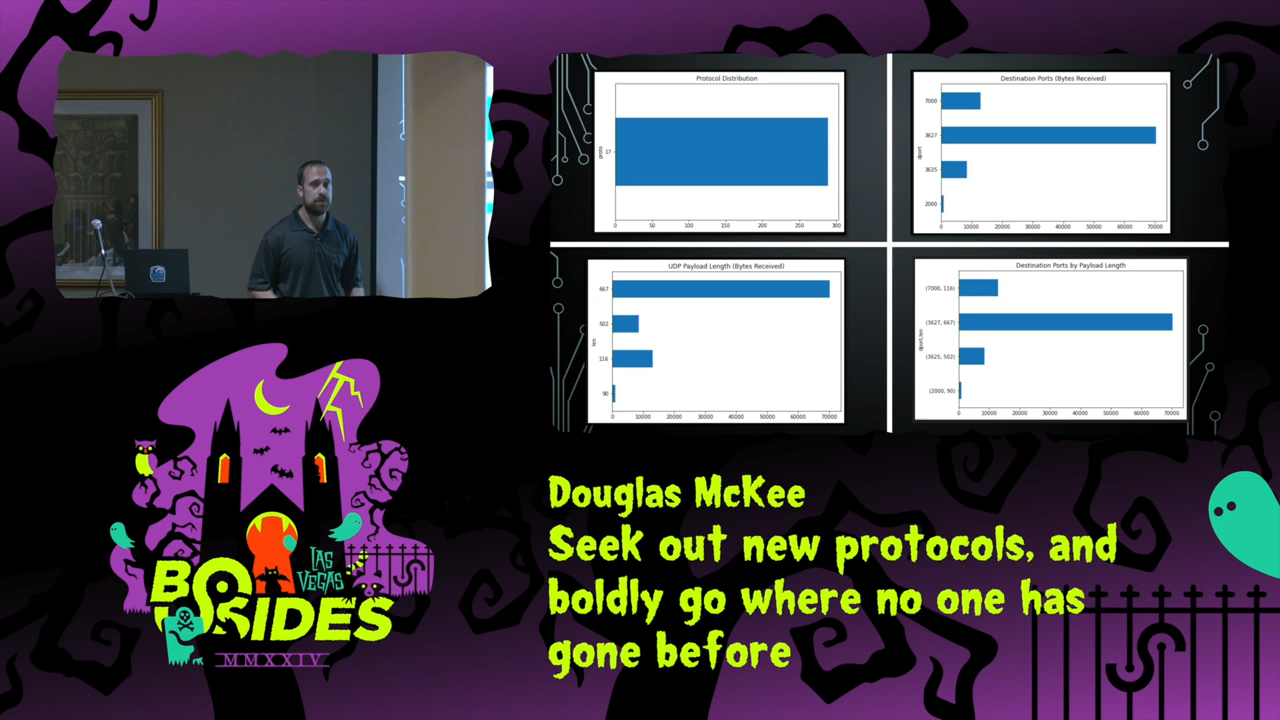 Protocol Distribution
proto
17
0 50 100 150 200 250 300
Destination Ports (Bytes Received)
dport
7000
3627
3625
2000
0 10000 20000 30000 40000 50000 60000 70000
UDP Payload Length (Bytes Received)
len
667
502
116
90
0 10000 20000 30000 40000 50000 60000 70000
Destination Ports by Payload Length
dport,len
(7000, 116)
(3627, 667)
(3625, 502)
(2000, 90)
0 10000 20000 30000 40000 50000 60000 70000
LAS
VEGAS
BSIDES
MMXXIV
Douglas McKee
Seek out new protocols, and
boldly go where no one has
gone before